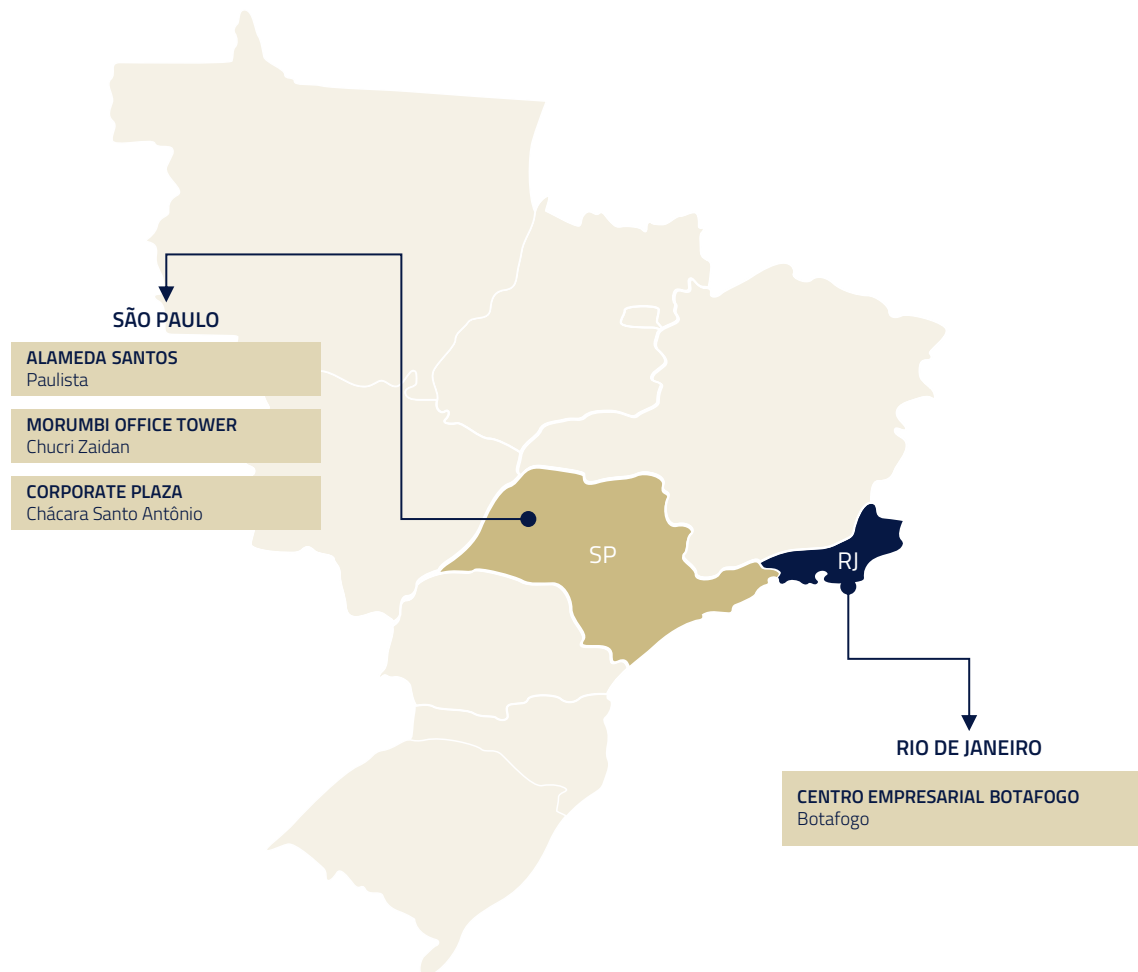 SÃO PAULO
ALAMEDA SANTOS
Paulista
MORUMBI OFFICE TOWER
Chucri Zaidan
CORPORATE PLAZA
Chácara Santo Antônio
SP
RJ
RIO DE JANEIRO
CENTRO EMPRESARIAL BOTAFOGO
Botafogo